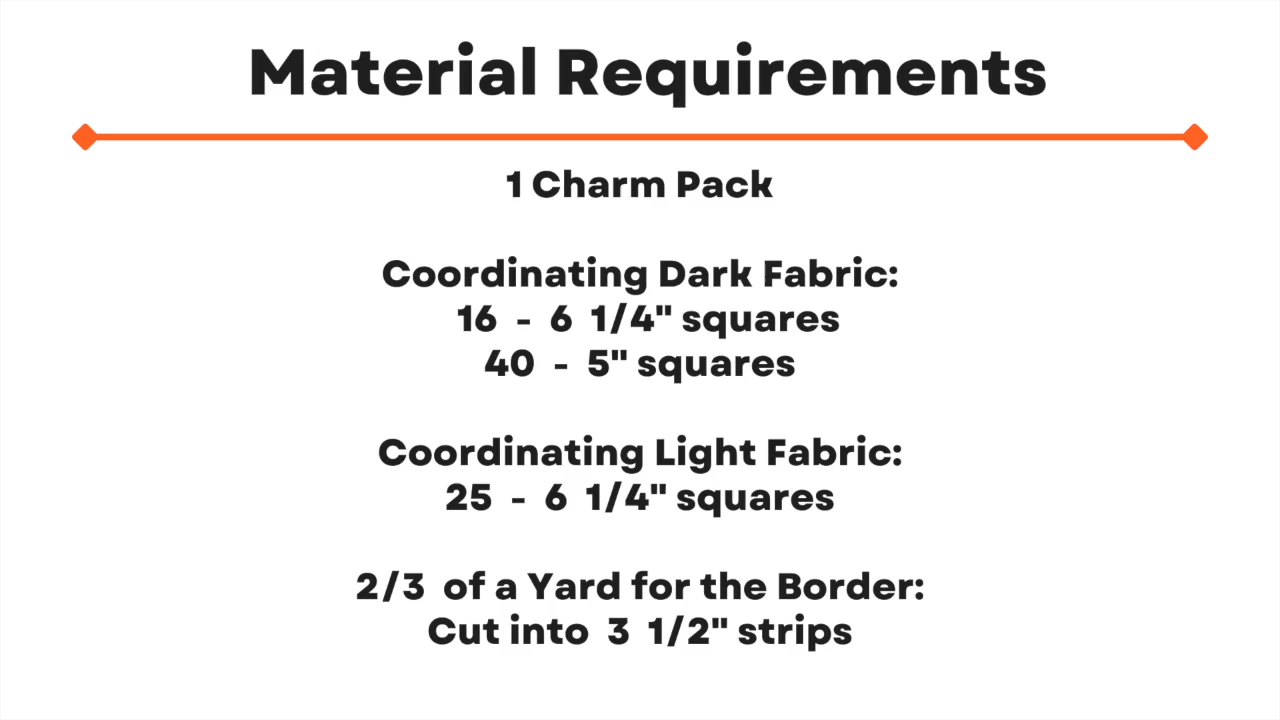 Material Requirements
1 Charm Pack
Coordinating Dark Fabric:
16 - 6 1/4" squares
40 - 5" squares
Coordinating Light Fabric:
25 - 6 1/4" squares
2/3 of a Yard for the Border:
Cut into 3 1/2" strips